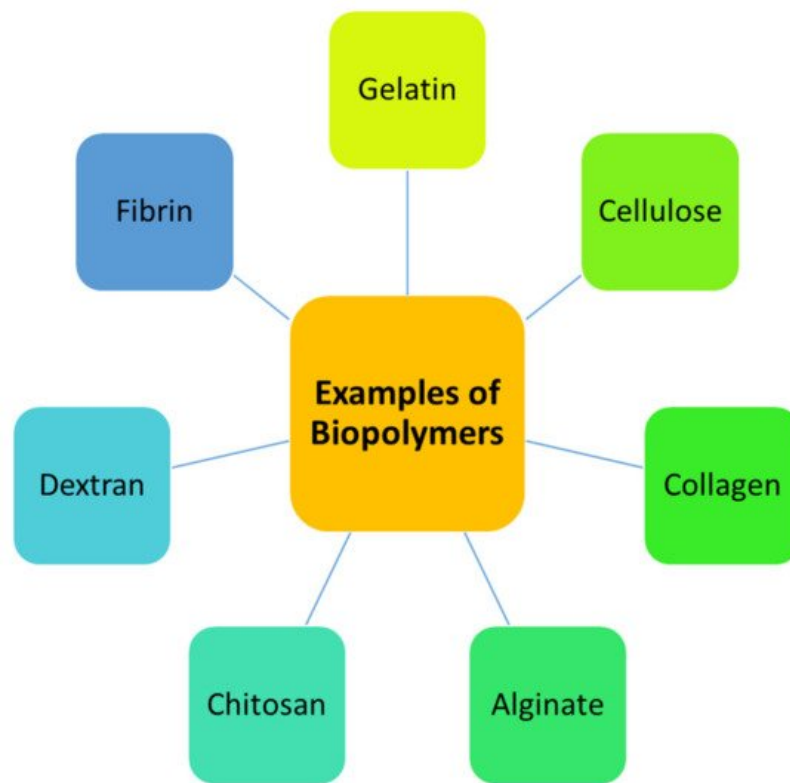 Gelatin
Cellulose
Collagen
Alginate
Chitosan
Dextran
Fibrin
Examples of
Biopolymers